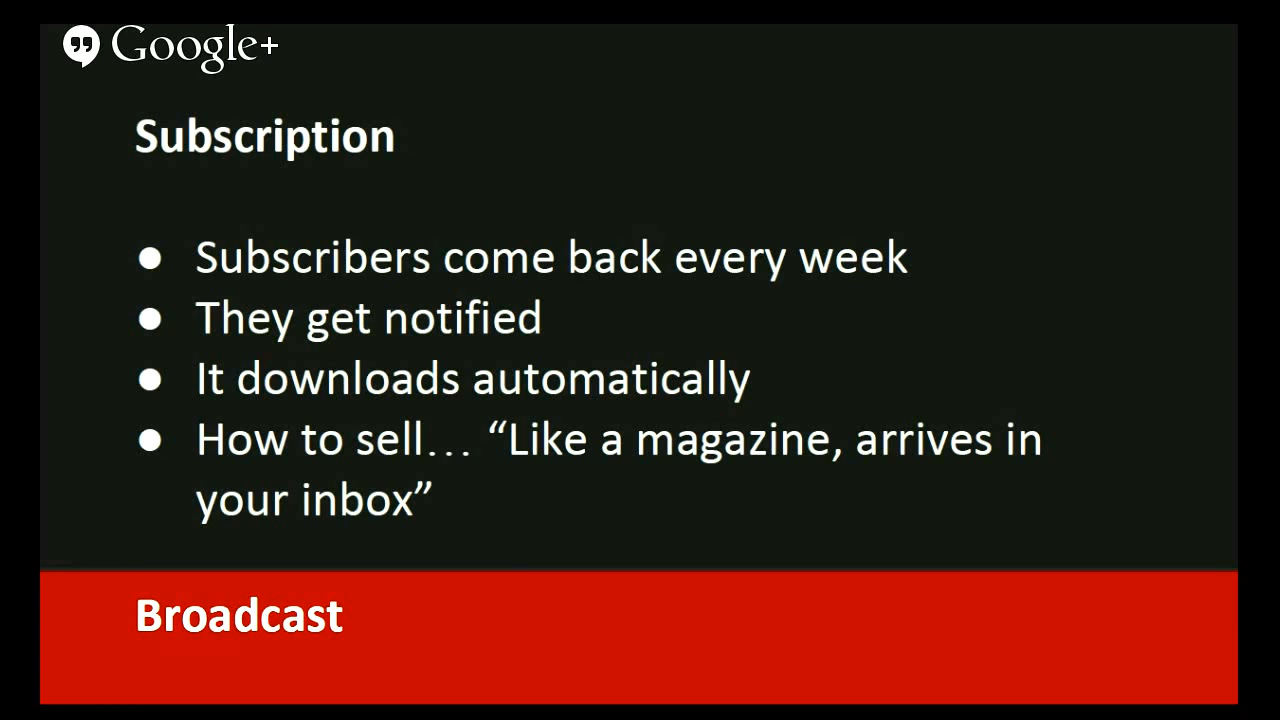 Google+
Subscription
● Subscribers come back every week
● They get notified
● It downloads automatically
● How to sell… “Like a magazine, arrives in
your inbox”
Broadcast